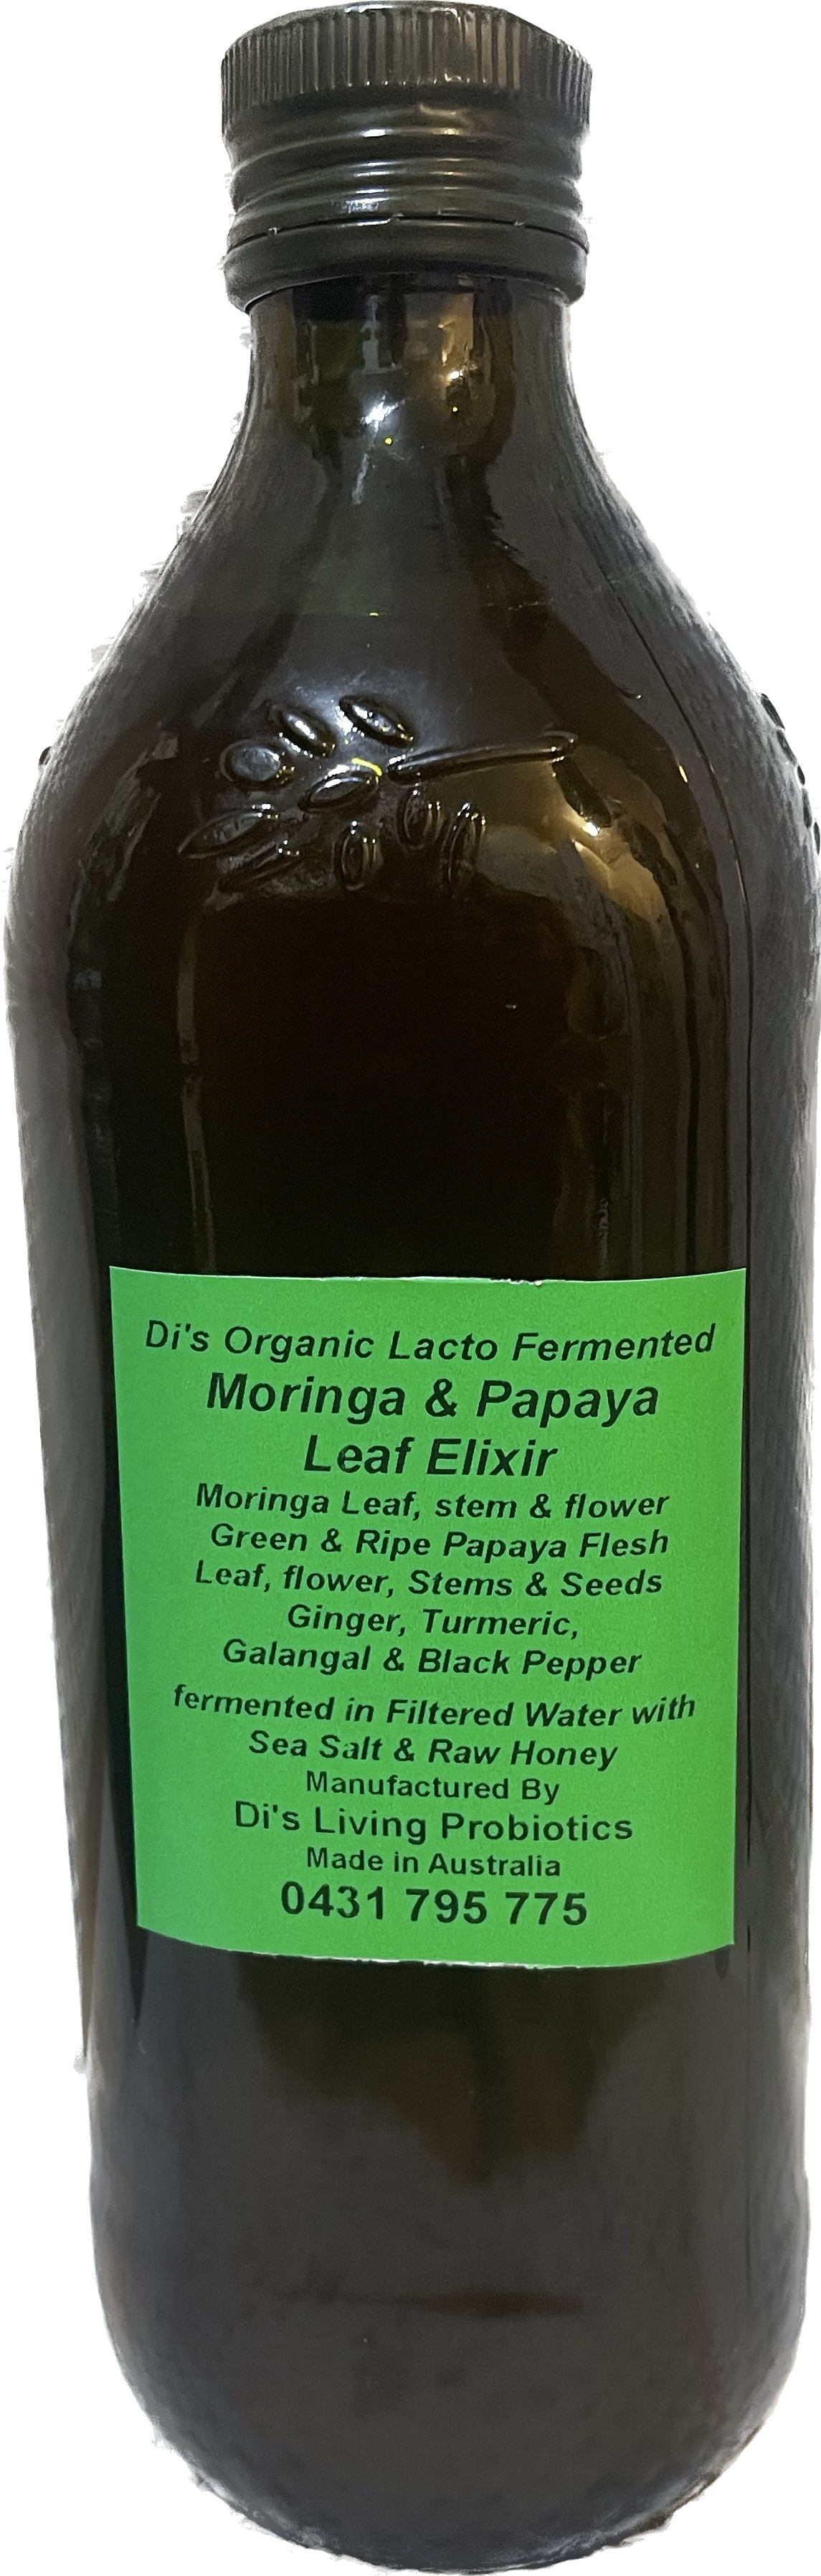 Di's Organic Lacto Fermented
Moringa & Papaya
Leaf Elixir
Moringa Leaf, stem & flower
Green & Ripe Papaya Flesh
Leaf, flower, Stems & Seeds
Ginger, Turmeric,
Galangal & Black Pepper
fermented in Filtered Water with
Sea Salt & Raw Honey
Manufactured By
Di's Living Probiotics
Made in Australia
0431 795 775